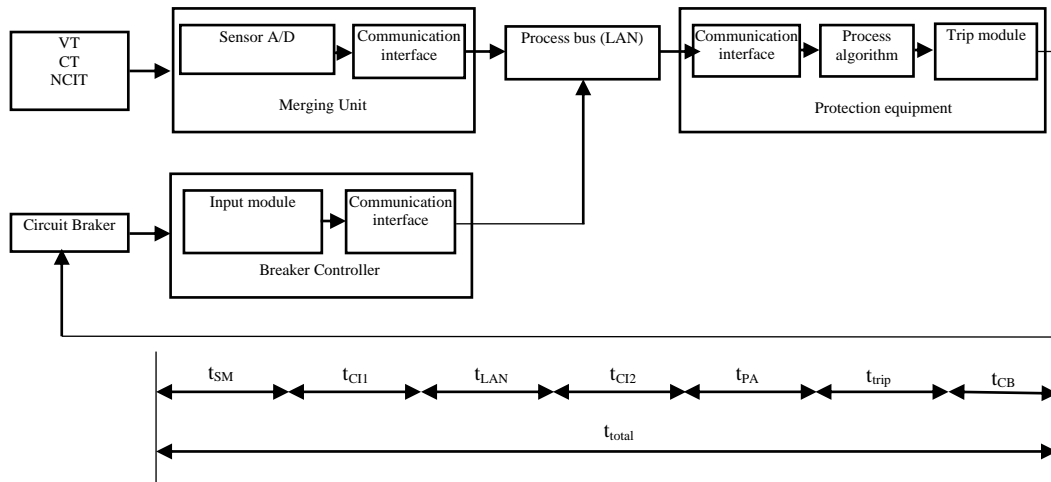 VT
CT
NCIT
Sensor A/D
Communication
interface
Merging Unit
Process bus (LAN)
Communication
interface
Process
algorithm
Trip module
Protection equipment
Circuit Braker
Input module
Communication
interface
Breaker Controller
tSM
tCI1
tLAN
tCI2
tPA
ttrip
tCB
ttotal